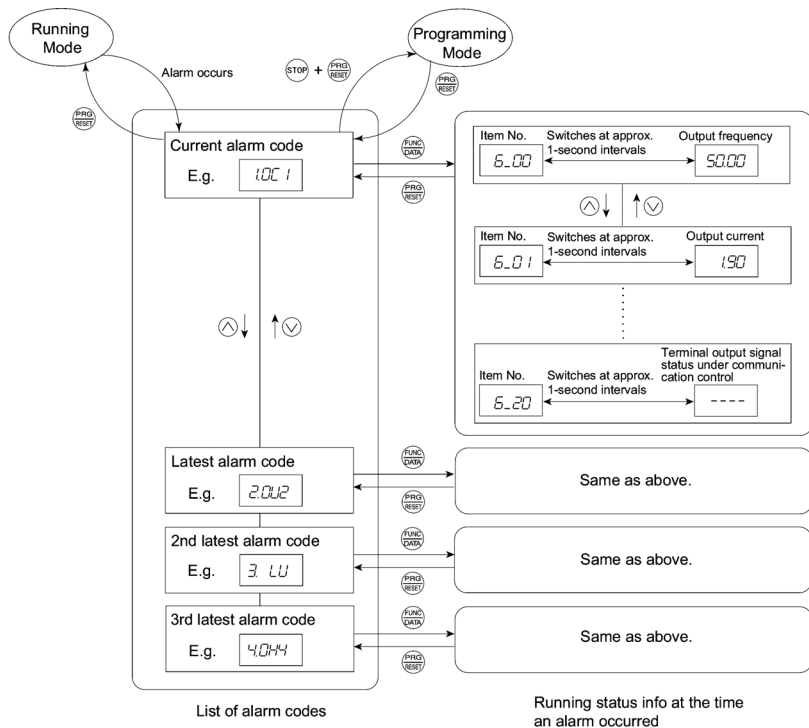 Running
Mode
Programming
Mode
Alarm occurs
STOP + PRG
RESET
PRG
RESET
PRG
RESET
Current alarm code
E.g. 1.OC1
FUNC
DATA
PRG
RESET
Item No. Switches at approx. Output frequency
6_00 1-second intervals 50.00
Item No. Switches at approx. Output current
6_01 1-second intervals 1.90
Terminal output signal
status under communi-
cation control
Item No. Switches at approx.
6_20 1-second intervals ----
Latest alarm code
E.g. 2.OU2
FUNC
DATA
PRG
RESET
Same as above.
2nd latest alarm code
E.g. 3. LU
FUNC
DATA
PRG
RESET
Same as above.
3rd latest alarm code
E.g. 4.OH4
FUNC
DATA
PRG
RESET
Same as above.
List of alarm codes
Running status info at the time
an alarm occurred